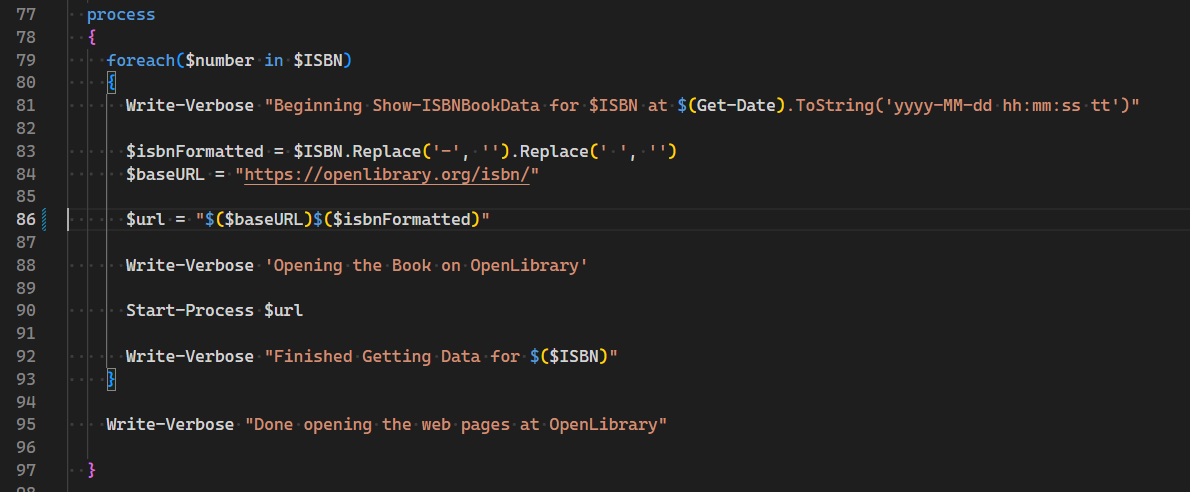 77 process
78 {
79 foreach($number in $ISBN)
80 {
81 Write-Verbose "Beginning Show-ISBNBookData for $ISBN at $(Get-Date).ToString('yyyy-MM-dd hh:mm:ss tt')"
82
83 $isbnFormatted = $ISBN.Replace('-', '').Replace(' ', '')
84 $baseURL = "https://openlibrary.org/isbn/"
85
86 $url = "$($baseURL)$($isbnFormatted)"
87
88 Write-Verbose 'Opening the Book on OpenLibrary'
89
90 Start-Process $url
91
92 Write-Verbose "Finished Getting Data for $($ISBN)"
93 }
94
95 Write-Verbose "Done opening the web pages at OpenLibrary"
96
97 }
98